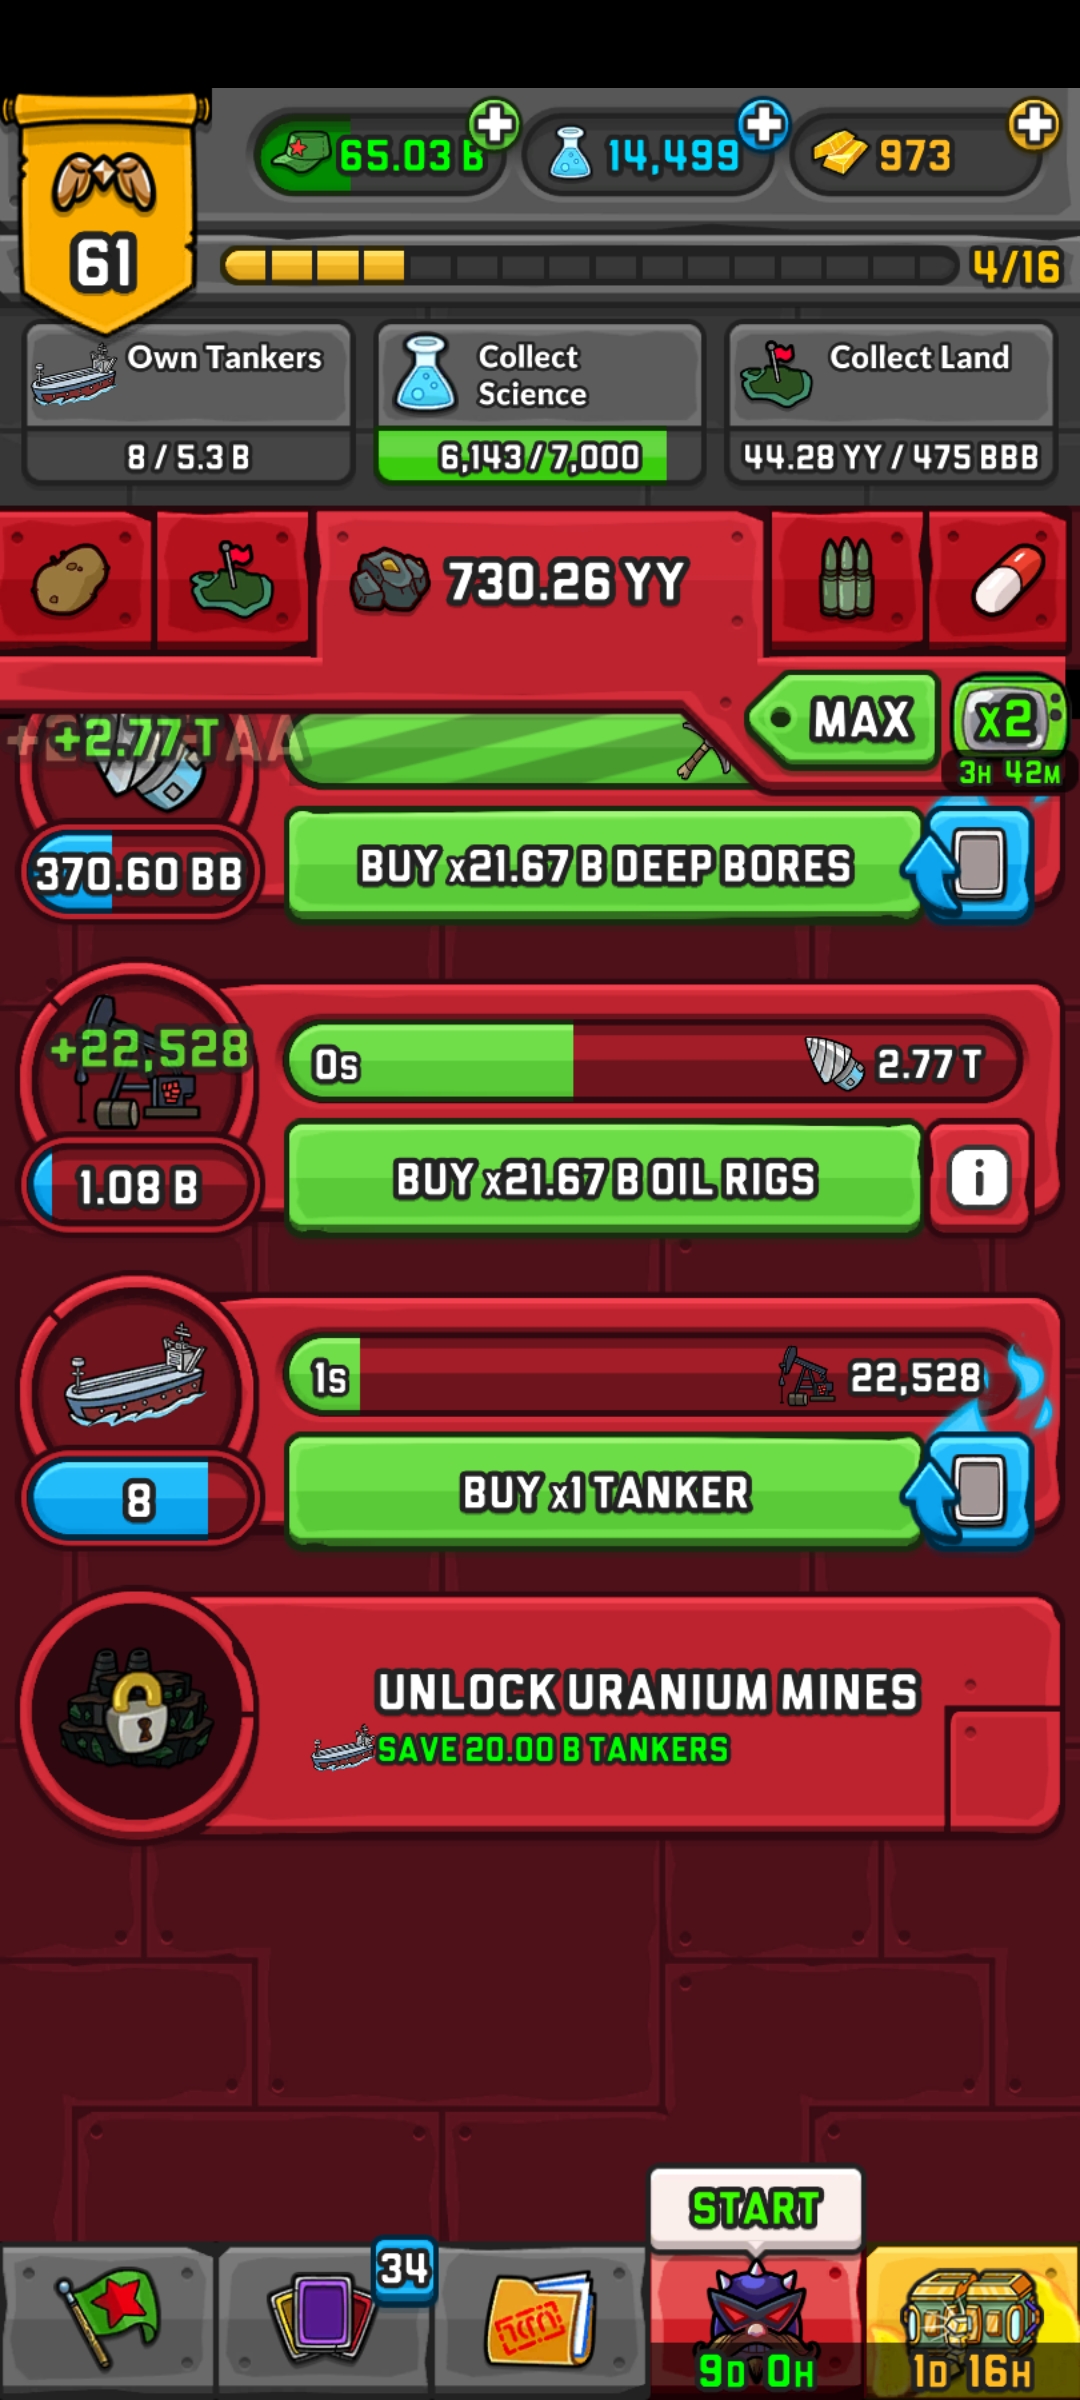 65.03 B
14,499
973
61
4/16
Own Tankers
8 / 5.3 B
Collect
Science
6,143/7,000
Collect Land
44.28 YY / 475 BBB
730.26 YY
MAX
x2
3H 42M
+2.77 T
AA
370.60 BB
BUY x21.67 B DEEP BORES
+22,528
0s
2.77 T
1.08 B
BUY x21.67 B OIL RIGS
i
1s
22,528
8
BUY x1 TANKER
UNLOCK URANIUM MINES
SAVE 20.00 B TANKERS
START
34
9D 0H
1D 16H